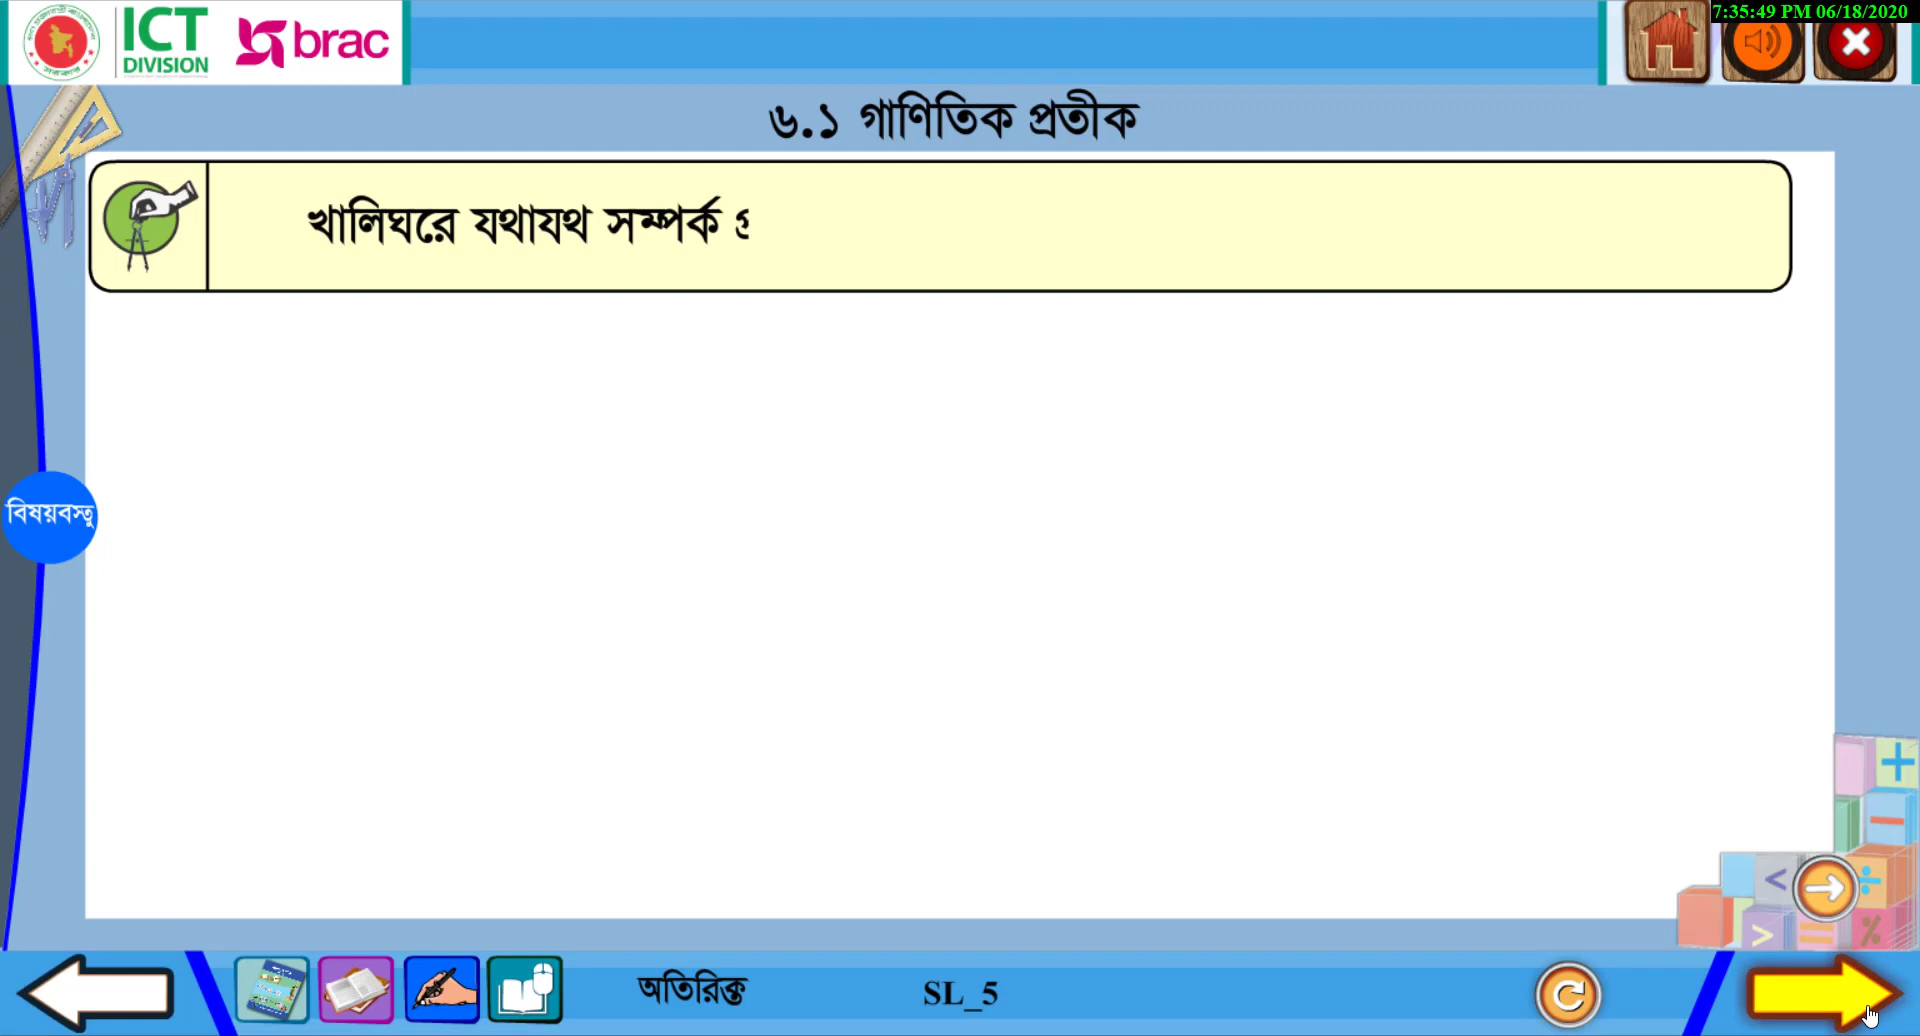 ICT
DIVISION
brac
7:35:49 PM 06/18/2020
৬.১ গাণিতিক প্রতীক
খালিঘরে যথাযথ সম্পর্ক
বিষয়বস্তু
+
−
< ÷
> = %
অতিরিক্ত
SL_5